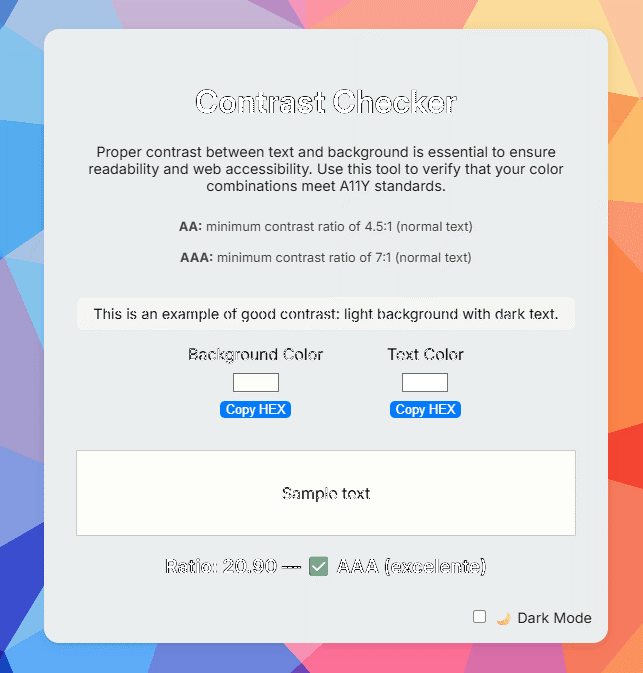 Contrast Checker
Proper contrast between text and background is essential to ensure
readability and web accessibility. Use this tool to verify that your color
combinations meet A11Y standards.
AA: minimum contrast ratio of 4.5:1 (normal text)
AAA: minimum contrast ratio of 7:1 (normal text)
This is an example of good contrast: light background with dark text.
Background Color Text Color
Copy HEX Copy HEX
Sample text
Ratio: 20.90 — ✅ AAA (excelente)
🌙 Dark Mode